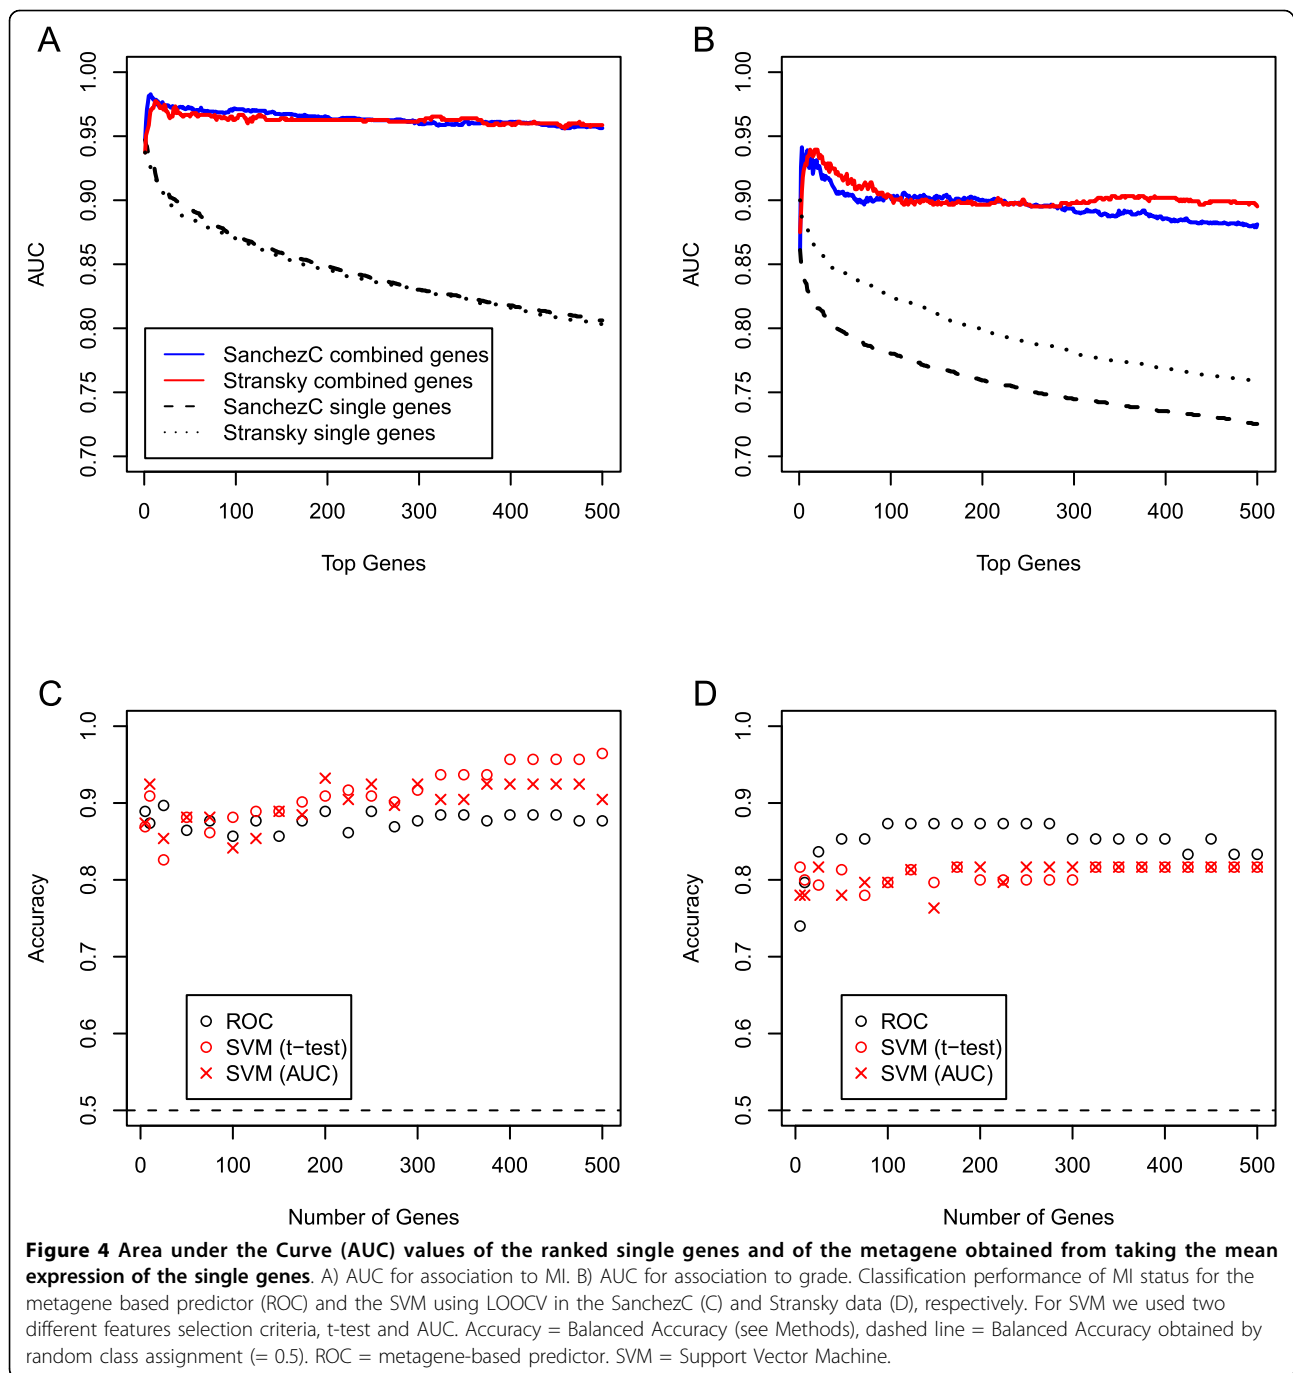 A
B
1.00
0.95
0.90
0.85
0.80
0.75
0.70
AUC
SanchezC combined genes
Stransky combined genes
SanchezC single genes
Stransky single genes
0 100 200 300 400 500
Top Genes
1.00
0.95
0.90
0.85
0.80
0.75
0.70
AUC
0 100 200 300 400 500
Top Genes
C
D
1.0
0.9
0.8
0.7
0.6
0.5
Accuracy
ROC
SVM (t−test)
SVM (AUC)
0 100 200 300 400 500
Number of Genes
1.0
0.9
0.8
0.7
0.6
0.5
Accuracy
ROC
SVM (t−test)
SVM (AUC)
0 100 200 300 400 500
Number of Genes
Figure 4 Area under the Curve (AUC) values of the ranked single genes and of the metagene obtained from taking the mean
expression of the single genes. A) AUC for association to MI. B) AUC for association to grade. Classification performance of MI status for the
metagene based predictor (ROC) and the SVM using LOOCV in the SanchezC (C) and Stransky data (D), respectively. For SVM we used two
different features selection criteria, t-test and AUC. Accuracy = Balanced Accuracy (see Methods), dashed line = Balanced Accuracy obtained by
random class assignment (= 0.5). ROC = metagene-based predictor. SVM = Support Vector Machine.